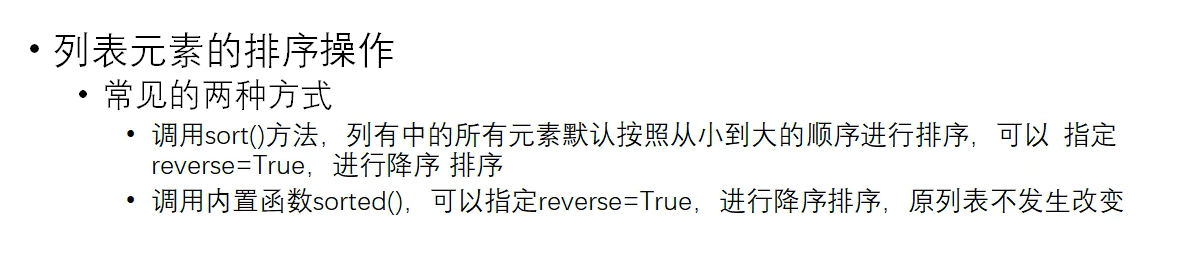 • 列表元素的排序操作
• 常见的两种方式
• 调用sort()方法，列有中的所有元素默认按照从小到大的顺序进行排序，可以 指定
reverse=True，进行降序 排序
• 调用内置函数sorted()，可以指定reverse=True，进行降序排序，原列表不发生改变